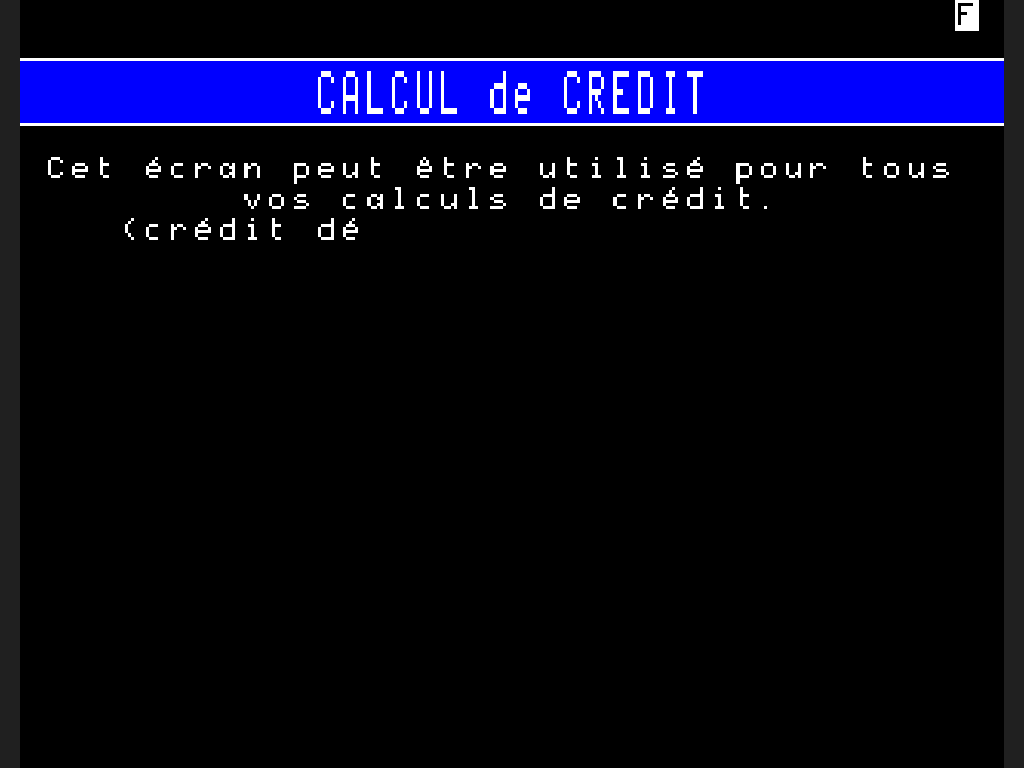 F
CALCUL de CREDIT
Cet écran peut être utilisé pour tous
vos calculs de crédit.
(crédit dé